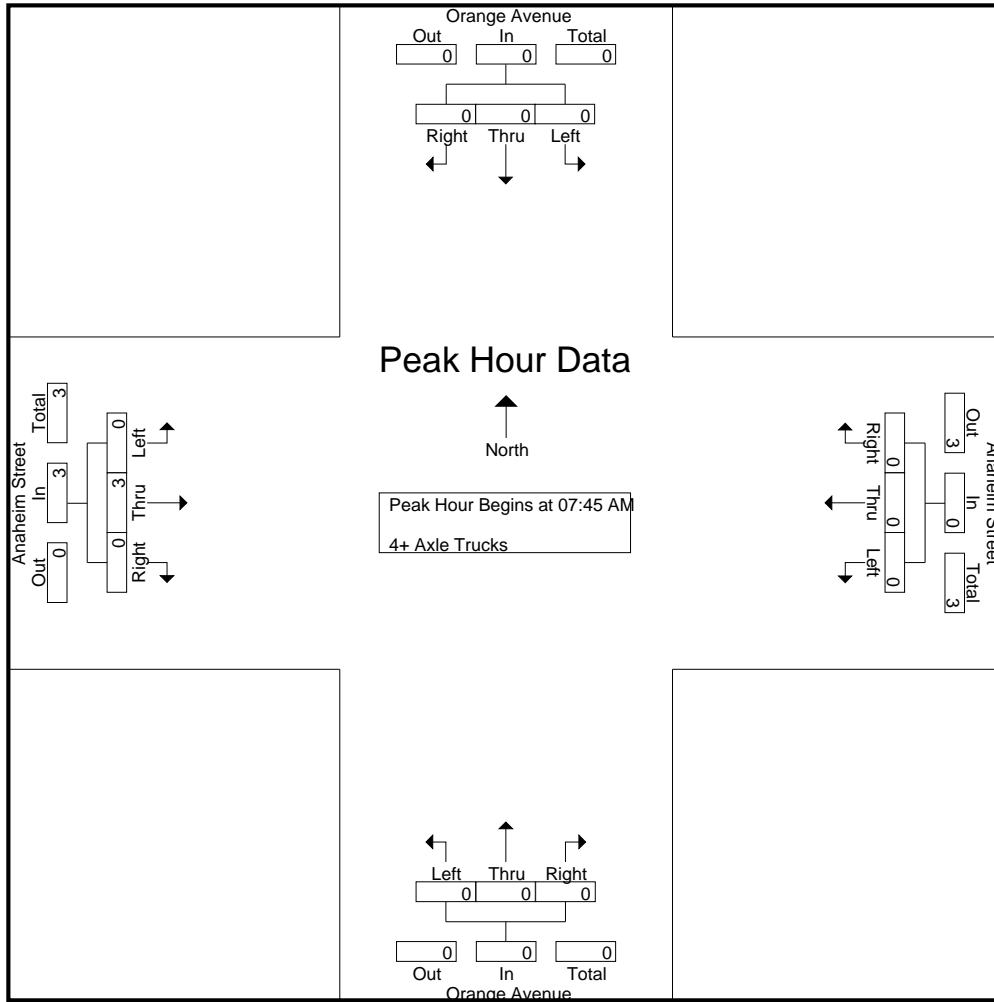 Orange Avenue
Out In Total
0 0 0
0 0 0
Right Thru Left
Peak Hour Data
North
Peak Hour Begins at 07:45 AM
4+ Axle Trucks
Anaheim Street
Out In Total
0 3 3
0 3 0
Right Thru Left
Anaheim Street
Out In Total
3 0 3
0 0 0
Right Thru Left
Left Thru Right
0 0 0
0 0 0
Out In Total
Orange Avenue